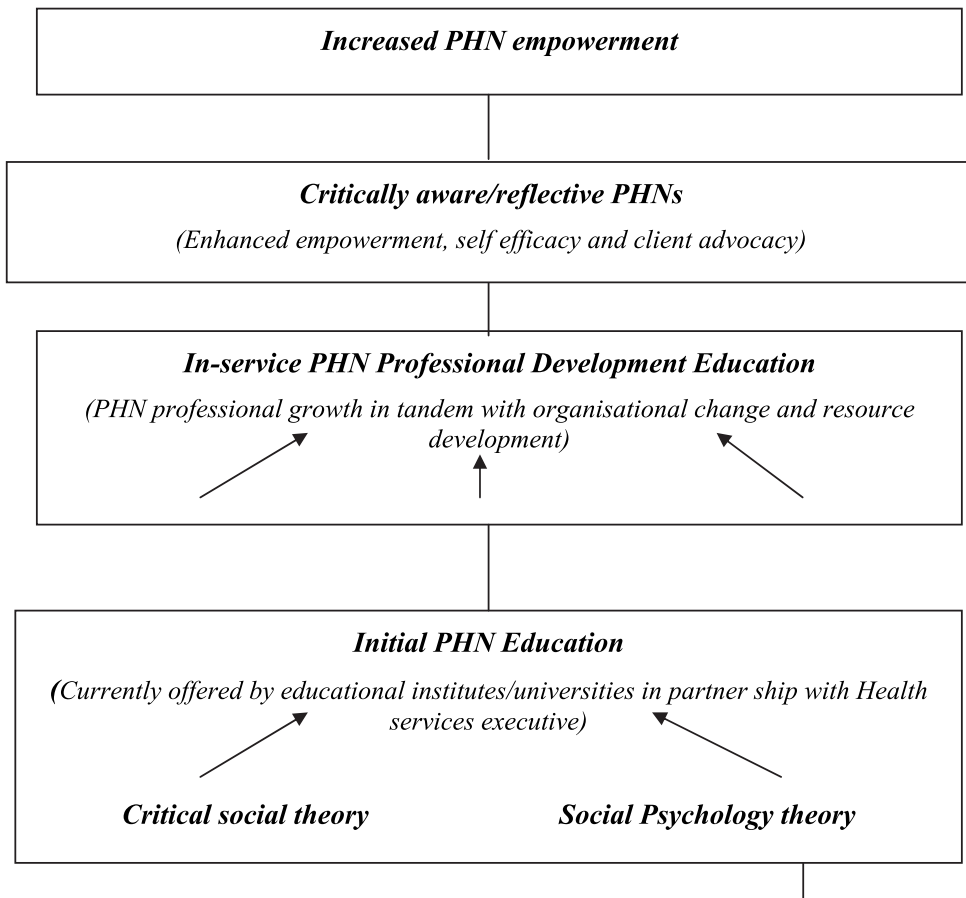 Increased PHN empowerment
Critically aware/reflective PHNs
(Enhanced empowerment, self efficacy and client advocacy)
In-service PHN Professional Development Education
(PHN professional growth in tandem with organisational change and resource
development)
Initial PHN Education
(Currently offered by educational institutes/universities in partner ship with Health
services executive)
Critical social theory
Social Psychology theory